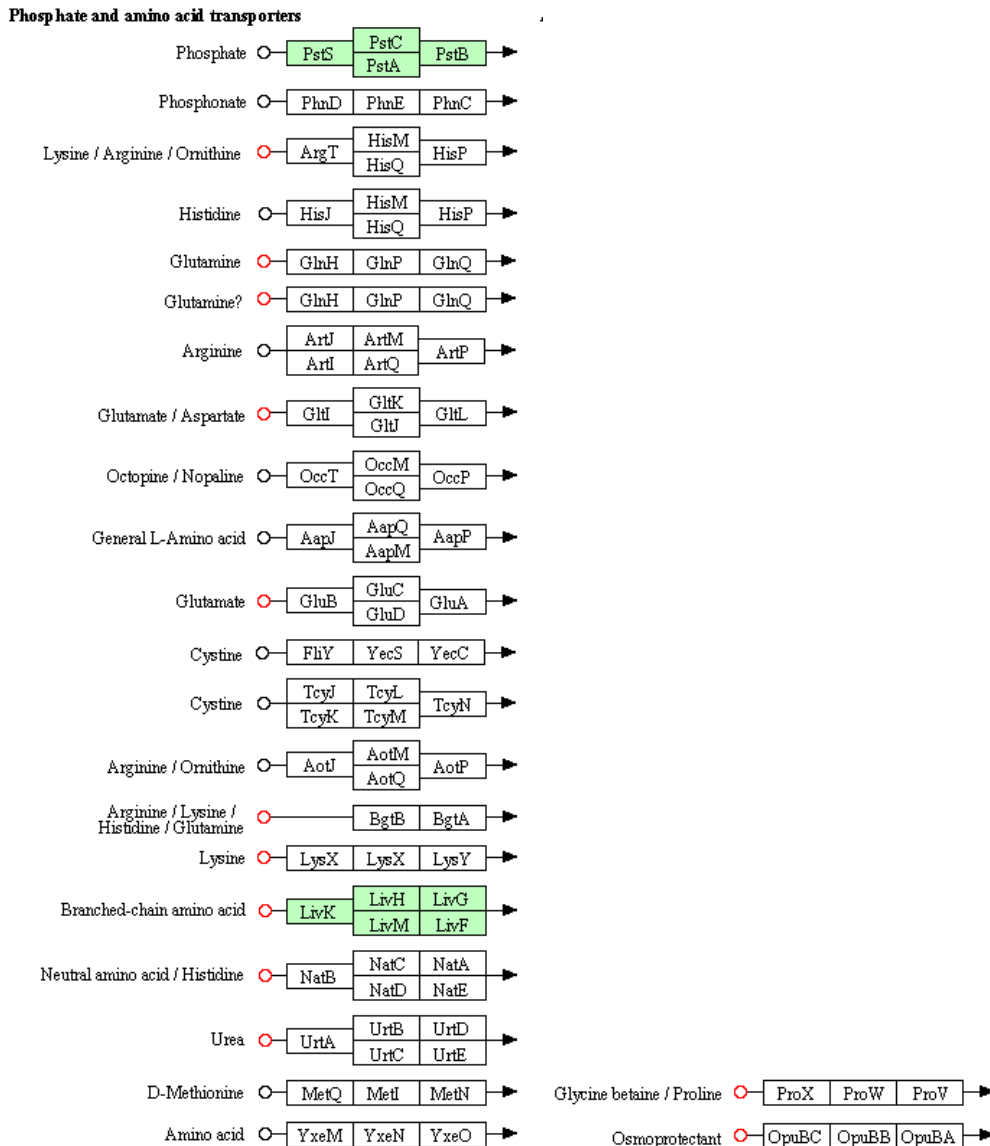 Phosphate and amino acid transporters
Phosphate PstS PstC PstB
PstA
Phosphonate PhnD PhnE PhnC
Lysine / Arginine / Ornithine ArgT HisM HisP
HisQ
Histidine HisJ HisM HisP
HisQ
Glutamine GlnH GlnP GlnQ
Glutamine? GlnH GlnP GlnQ
Arginine ArtJ ArtM ArtP
ArtI ArtQ
Glutamate / Aspartate GltI GltK GltL
GltJ
Octopine / Nopaline OccT OccM OccP
OccQ
General L-Amino acid AapJ AapQ AapP
AapM
Glutamate GluB GluC GluA
GluD
Cystine FliY YecS YecC
Cystine TcyJ TcyL TcyN
TcyK TcyM
Arginine / Ornithine AotJ AotM AotP
AotQ
Arginine / Lysine /
Histidine / Glutamine BgtB BgtA
Lysine LysX LysX LysY
Branched-chain amino acid LivK LivH LivG
LivM LivF
Neutral amino acid / Histidine NatB NatC NatA
NatD NatE
Urea UrtA UrtB UrtD
UrtC UrtE
D-Methionine MetQ MetI MetN
Amino acid YxeM YxeN YxeO
Glycine betaine / Proline ProX ProW ProV
Osmoprotectant OpuBC OpuBB OpuBA